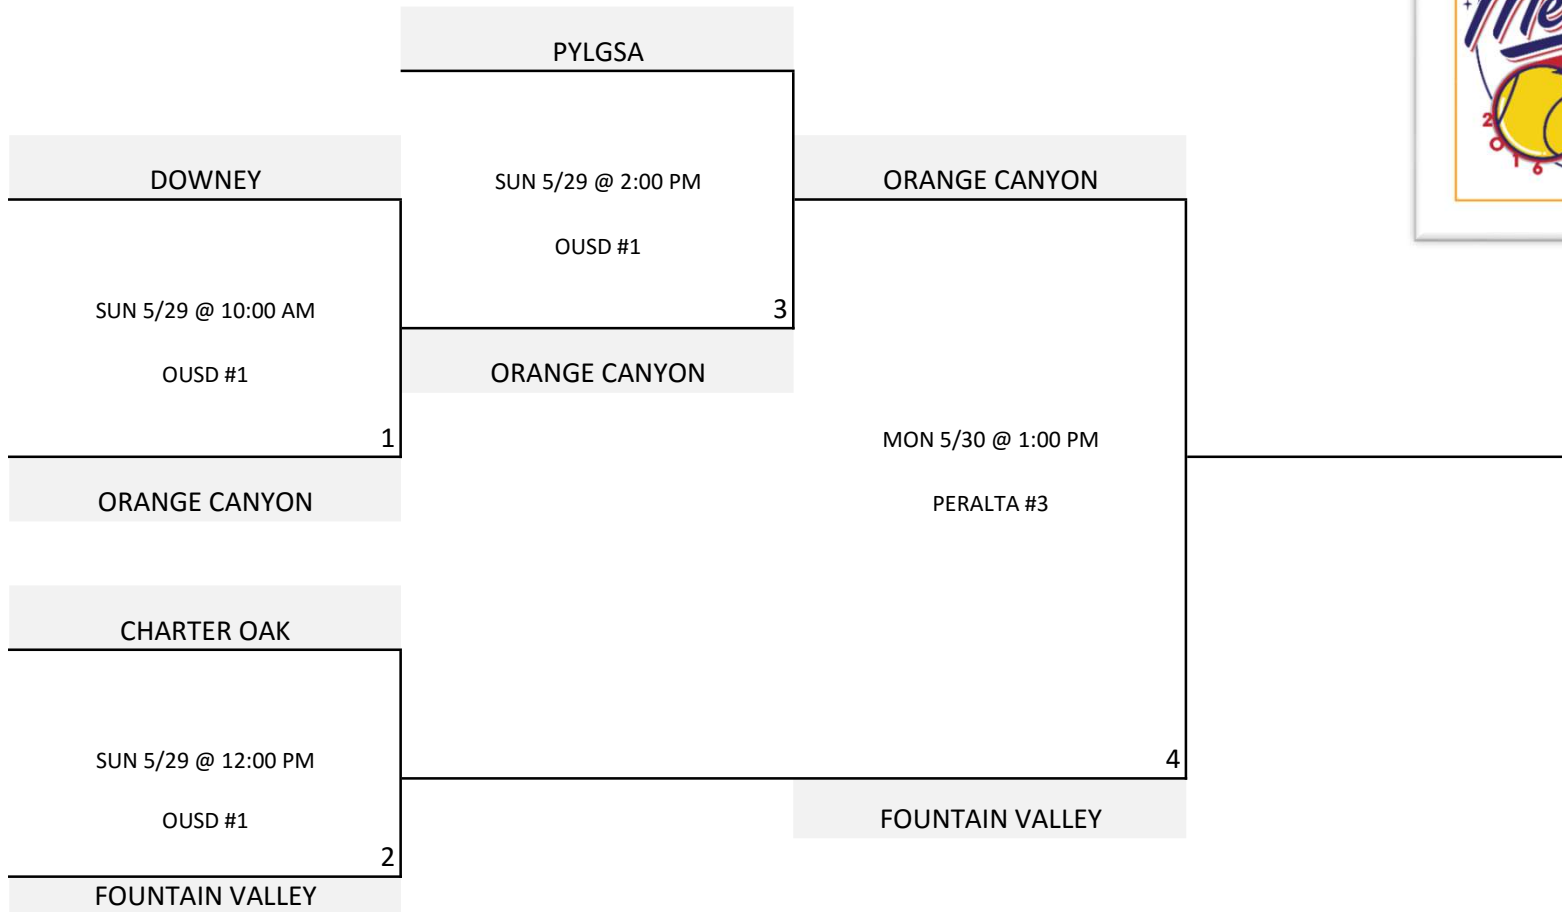 PYLGSA
DOWNEY
SUN 5/29 @ 2:00 PM
ORANGE CANYON
OUSD #1
SUN 5/29 @ 10:00 AM
3
OUSD #1
ORANGE CANYON
1
MON 5/30 @ 1:00 PM
ORANGE CANYON
PERALTA #3
CHARTER OAK
SUN 5/29 @ 12:00 PM
4
OUSD #1
FOUNTAIN VALLEY
2
FOUNTAIN VALLEY
2016